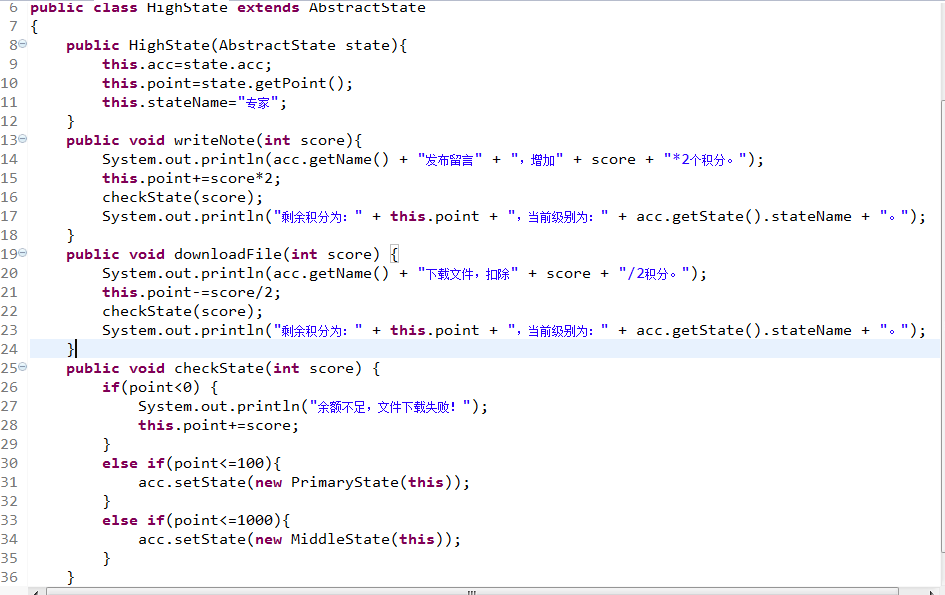 6 public class HighState extends AbstractState
7 {
8 public HighState(AbstractState state){
9 this.acc=state.acc;
10 this.point=state.getPoint();
11 this.stateName="专家";
12 }
13 public void writeNote(int score){
14 System.out.println(acc.getName() + "发布留言" + "，增加" + score + "*2个积分。");
15 this.point+=score*2;
16 checkState(score);
17 System.out.println("剩余积分为：" + this.point + "，当前级别为：" + acc.getState().stateName + "。");
18 }
19 public void downloadFile(int score) {
20 System.out.println(acc.getName() + "下载文件，扣除" + score + "/2积分。");
21 this.point-=score/2;
22 checkState(score);
23 System.out.println("剩余积分为：" + this.point + "，当前级别为：" + acc.getState().stateName + "。");
24 }
25 public void checkState(int score) {
26 if(point<0) {
27 System.out.println("余额不足，文件下载失败！");
28 this.point+=score;
29 }
30 else if(point<=100){
31 acc.setState(new PrimaryState(this));
32 }
33 else if(point<=1000){
34 acc.setState(new MiddleState(this));
35 }
36 }